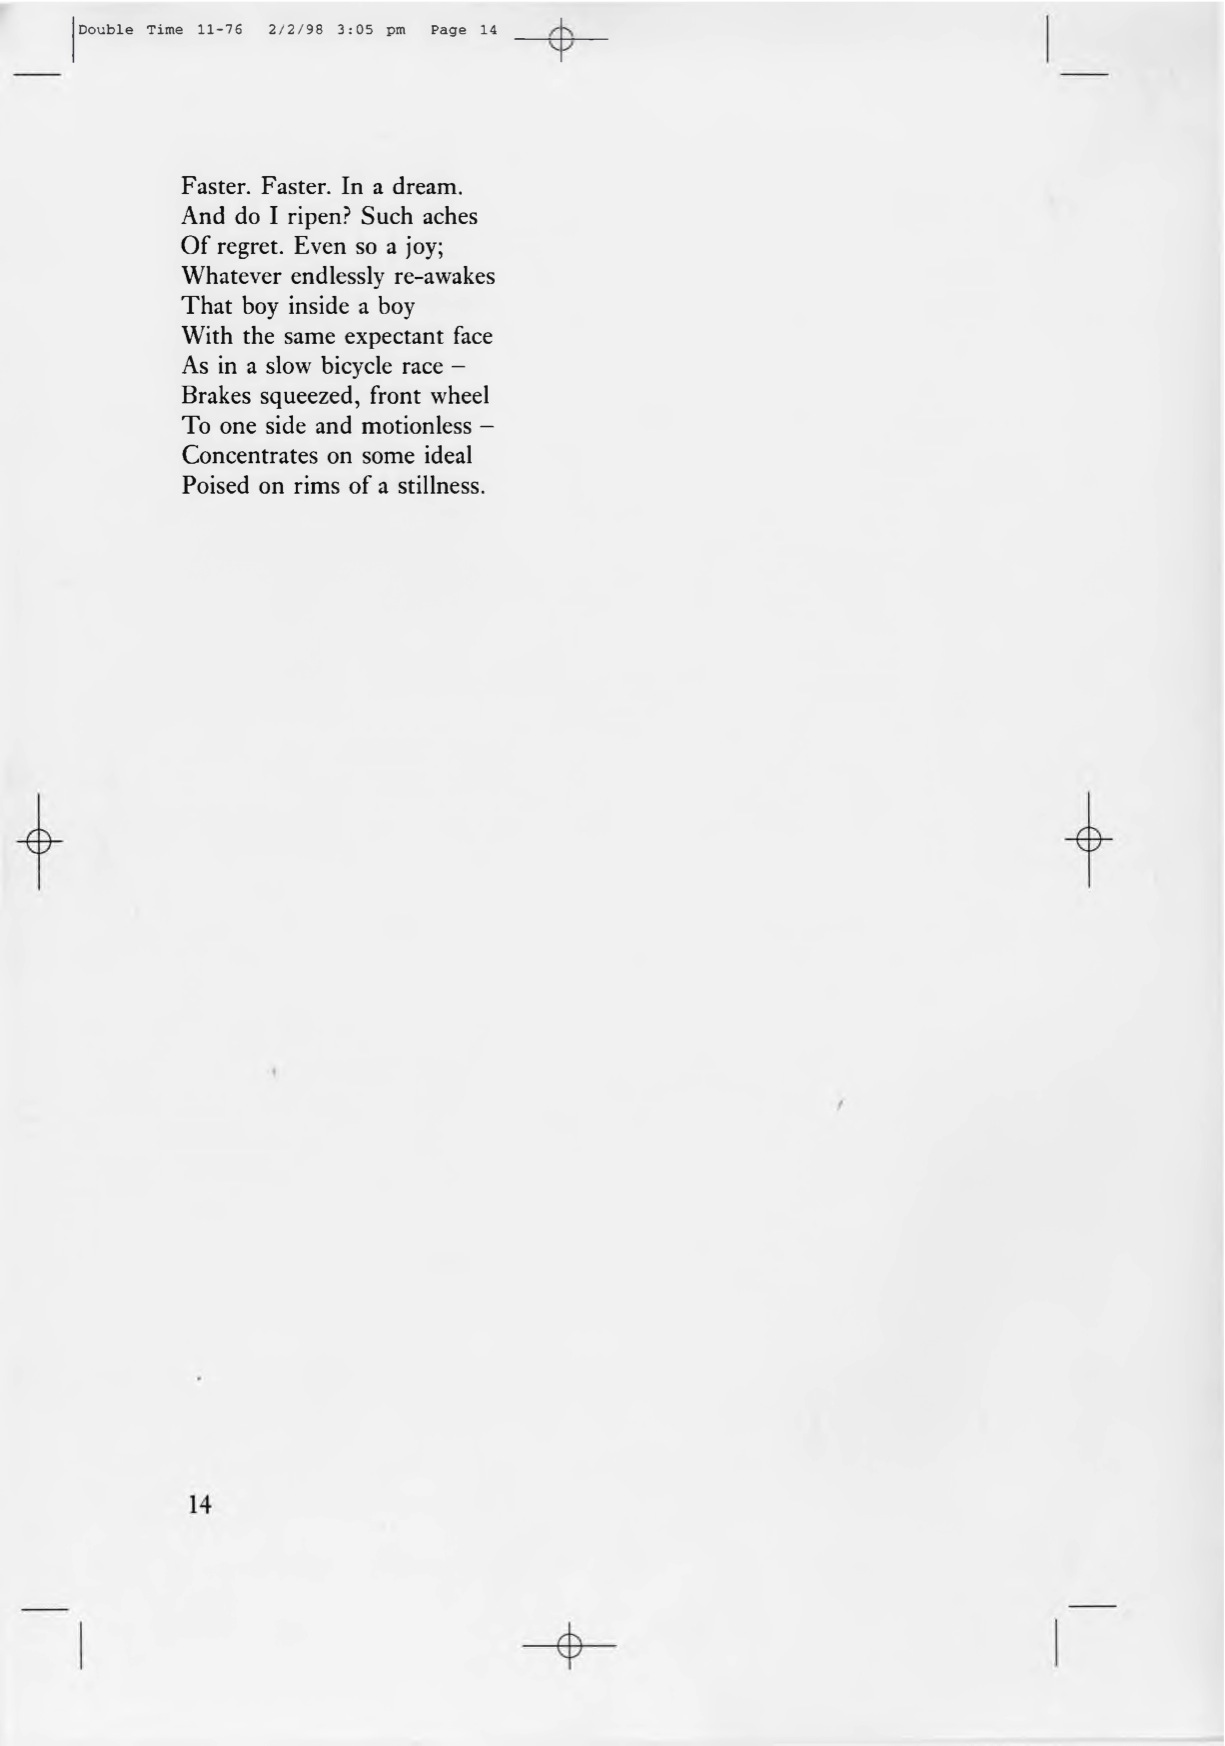 Double Time 11-76 2/2/98 3:05 pm Page 14
Faster. Faster. In a dream.
And do I ripen? Such aches
Of regret. Even so a joy;
Whatever endlessly re-awakes
That boy inside a boy
With the same expectant face
As in a slow bicycle race –
Brakes squeezed, front wheel
To one side and motionless –
Concentrates on some ideal
Poised on rims of a stillness.
14